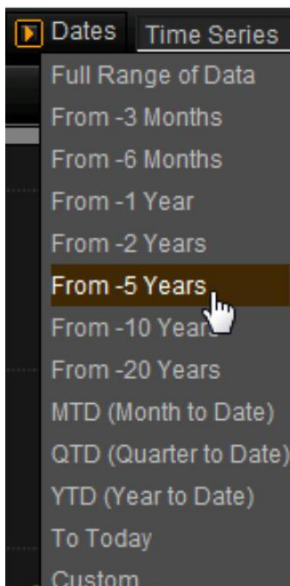 Dates Time Series
Full Range of Data
From -3 Months
From -6 Months
From -1 Year
From -2 Years
From -5 Years
From -10 Years
From -20 Years
MTD (Month to Date)
QTD (Quarter to Date)
YTD (Year to Date)
To Today
Custom